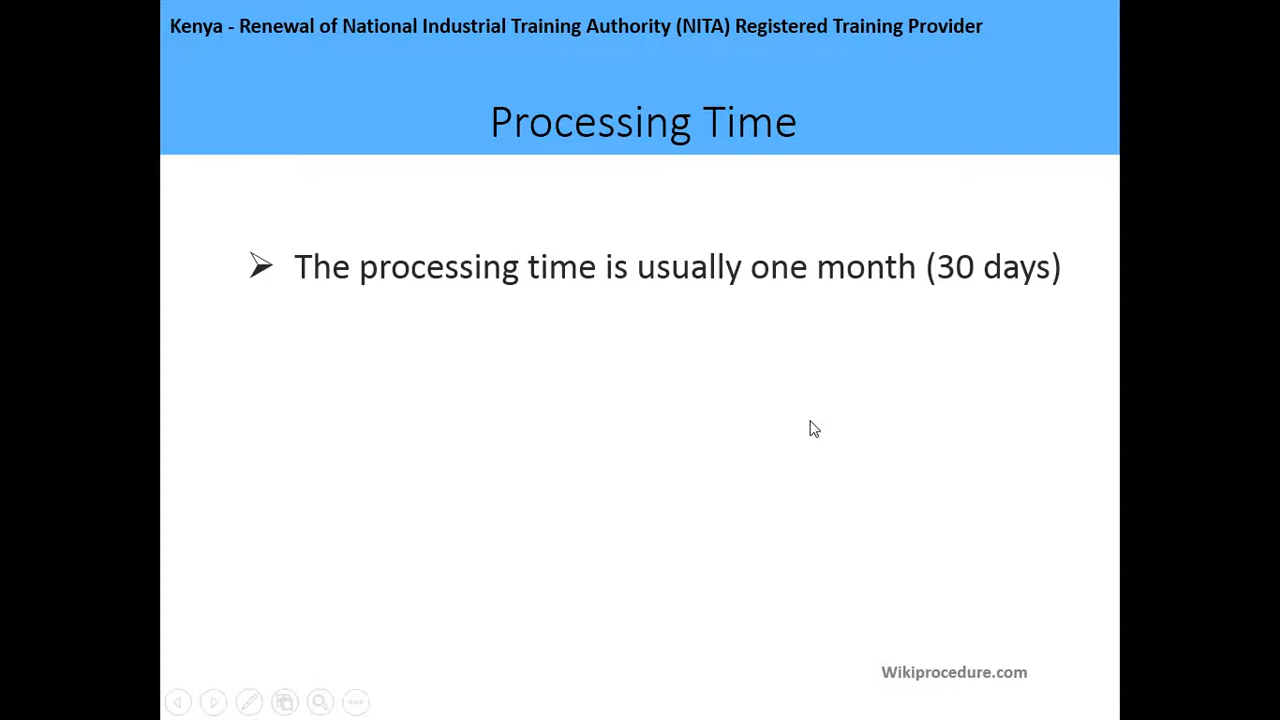 Kenya - Renewal of National Industrial Training Authority (NITA) Registered Training Provider
Processing Time
The processing time is usually one month (30 days)
Wikiprocedure.com